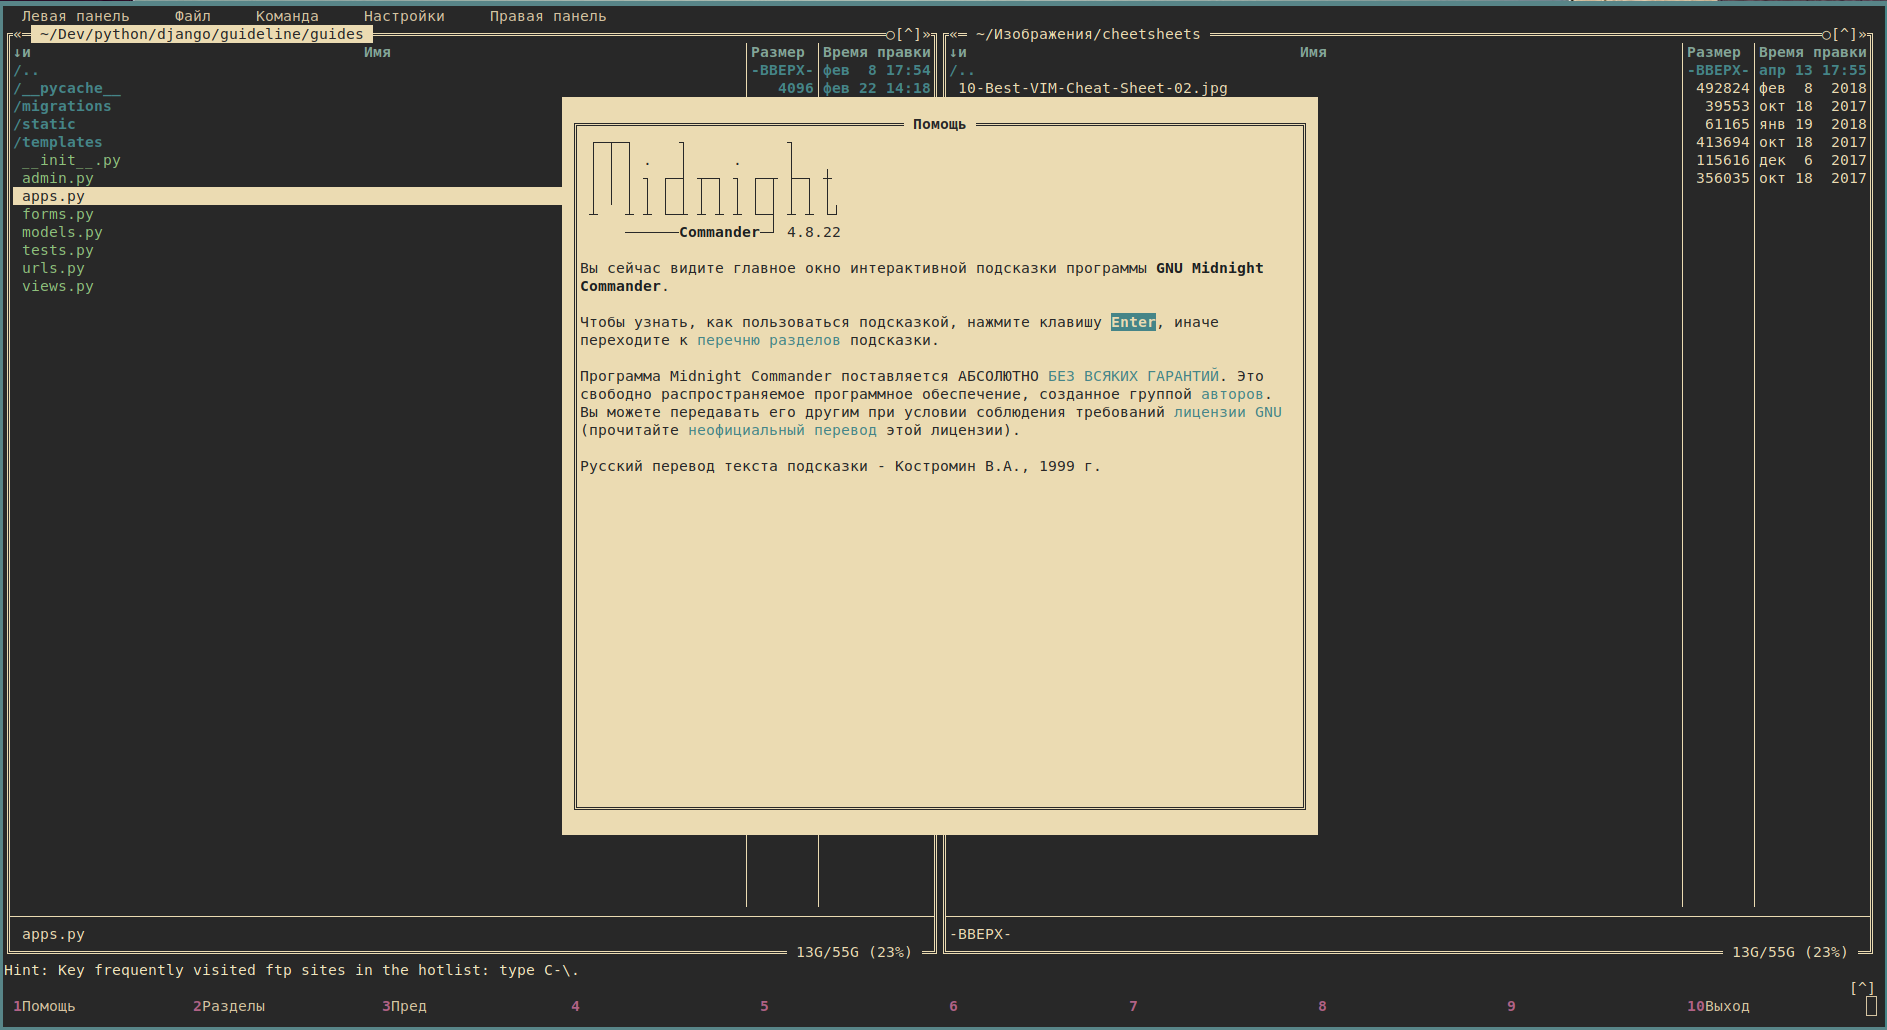 Левая панель Файл Команда Настройки Правая панель
«═ ~/Dev/python/django/guideline/guides ○[^]»
↓и Имя Размер Время правки
/.. -ВВЕРХ- фев 8 17:54
/__pycache__ 4096 фев 22 14:18
/migrations
/static
/templates
__init__.py
admin.py
apps.py
forms.py
models.py
tests.py
urls.py
views.py
apps.py
13G/55G (23%)
«═ ~/Изображения/cheetsheets ○[^]»
↓и Имя Размер Время правки
/.. -ВВЕРХ- апр 13 17:55
10-Best-VIM-Cheat-Sheet-02.jpg 492824 фев 8 2018
39553 окт 18 2017
61165 янв 19 2018
413694 окт 18 2017
115616 дек 6 2017
356035 окт 18 2017
-ВВЕРХ-
13G/55G (23%)
Помощь
Midnight
Commander 4.8.22
Вы сейчас видите главное окно интерактивной подсказки программы GNU Midnight
Commander.
Чтобы узнать, как пользоваться подсказкой, нажмите клавишу Enter, иначе
переходите к перечню разделов подсказки.
Программа Midnight Commander поставляется АБСОЛЮТНО БЕЗ ВСЯКИХ ГАРАНТИЙ. Это
свободно распространяемое программное обеспечение, созданное группой авторов.
Вы можете передавать его другим при условии соблюдения требований лицензии GNU
(прочитайте неофициальный перевод этой лицензии).
Русский перевод текста подсказки - Костромин В.А., 1999 г.
Hint: Key frequently visited ftp sites in the hotlist: type C-\.
[^]
1Помощь 2Разделы 3Пред 4 5 6 7 8 9 10Выход